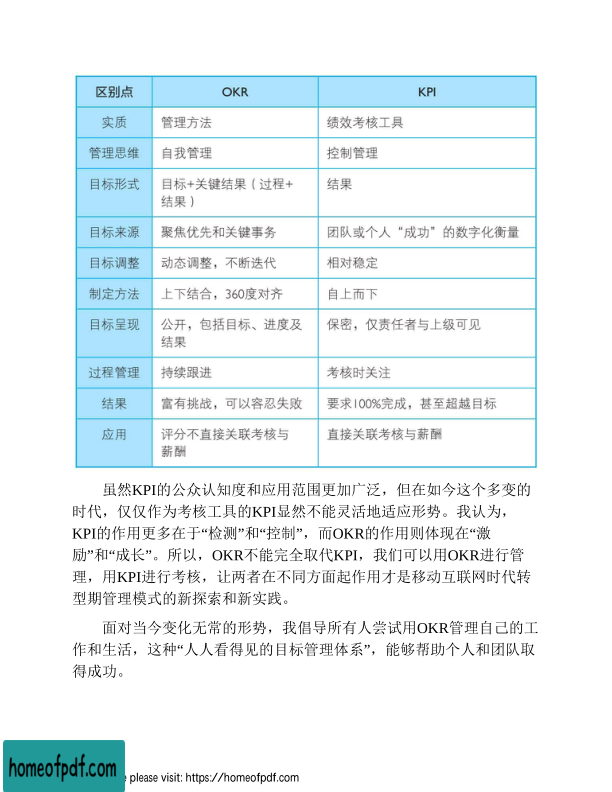 区别点 OKR KPI
实质 管理方法 绩效考核工具
管理思维 自我管理 控制管理
目标形式 目标+关键结果（过程+ 结果
结果）
目标来源 聚焦优先和关键事务 团队或个人“成功”的数字化衡量
目标调整 动态调整，不断迭代 相对稳定
制定方法 上下结合，360度对齐 自上而下
目标呈现 公开，包括目标、进度及 保密，仅责任者与上级可见
结果
过程管理 持续跟进 考核时关注
结果 富有挑战，可以容忍失败 要求100%完成，甚至超越目标
应用 评分不直接关联考核与 直接关联考核与薪酬
薪酬
虽然KPI的公众认知度和应用范围更加广泛，但在如今这个多变的
时代，仅仅作为考核工具的KPI显然不能灵活地适应形势。我认为，
KPI的作用更多在于“检测”和“控制”，而OKR的作用则体现在“激
励”和“成长”。所以，OKR不能完全取代KPI，我们可以用OKR进行管
理，用KPI进行考核，让两者在不同方面起作用才是移动互联网时代转
型期管理模式的新探索和新实践。
面对当今变化无常的形势，我倡导所有人尝试用OKR管理自己的工
作和生活，这种“人人看得见的目标管理体系”，能够帮助个人和团队取
得成功。
homeofpdf.com
please visit: https://homeofpdf.com